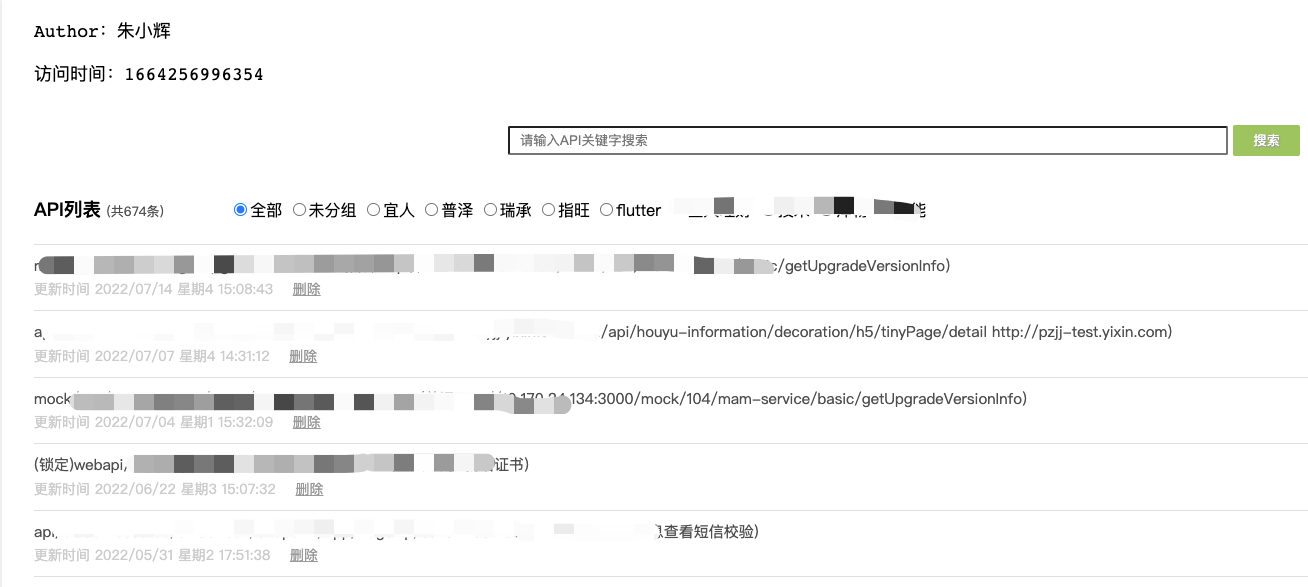 Author: 朱小辉
访问时间: 1664256996354
请输入API关键字搜索 搜索
API列表 (共674条) 全部 未分组 宜人 普泽 瑞承 指旺 flutter
/getUpgradeVersionInfo)
更新时间 2022/07/14 星期4 15:08:43 删除
/api/houyu-information/decoration/h5/tinyPage/detail http://pzjj-test.yixin.com)
更新时间 2022/07/07 星期4 14:31:12 删除
mock 134:3000/mock/104/mam-service/basic/getUpgradeVersionInfo)
更新时间 2022/07/04 星期1 15:32:09 删除
(锁定)webapi, 证书)
更新时间 2022/06/22 星期3 15:07:32 删除
api, 查看短信校验)
更新时间 2022/05/31 星期2 17:51:38 删除